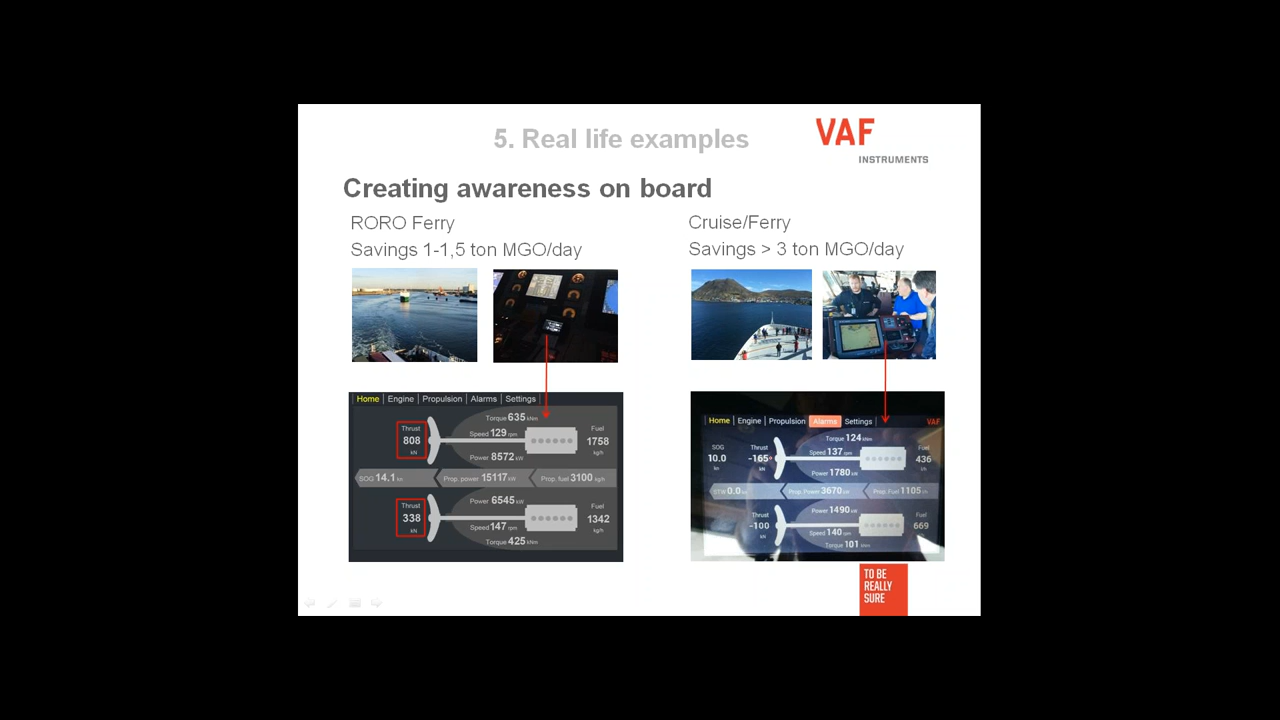 5. Real life examples
VAF
INSTRUMENTS
Creating awareness on board
RORO Ferry
Savings 1-1,5 ton MGO/day
Cruise/Ferry
Savings > 3 ton MGO/day
Home | Engine | Propulsion | Alarms | Settings |
Torque 635 kNm
Thrust
808
kN
Speed 129 rpm
Fuel
1758
kg/h
Power 8572 kW
SOG 14.1 kn
Prop. power 15117 kW
Prop. fuel 3100 kg/h
Thrust
338
kN
Power 6545 kW
Speed 147 rpm
Torque 425 kNm
Fuel
1342
kg/h
Home | Engine | Propulsion | Alarms | Settings |
VAF
Torque 124 kNm
SOG
10.0
kn
Thrust
-165
Speed 137 rpm
Power 1780 kW
Fuel
436
l/h
STW 0.0 kn
Prop. Power 3670 kW
Prop. Fuel 1105 l/h
Thrust
-100
kN
Power 1490 kW
Speed 140 rpm
Torque 101 kNm
Fuel
669
TO BE
REALLY
SURE